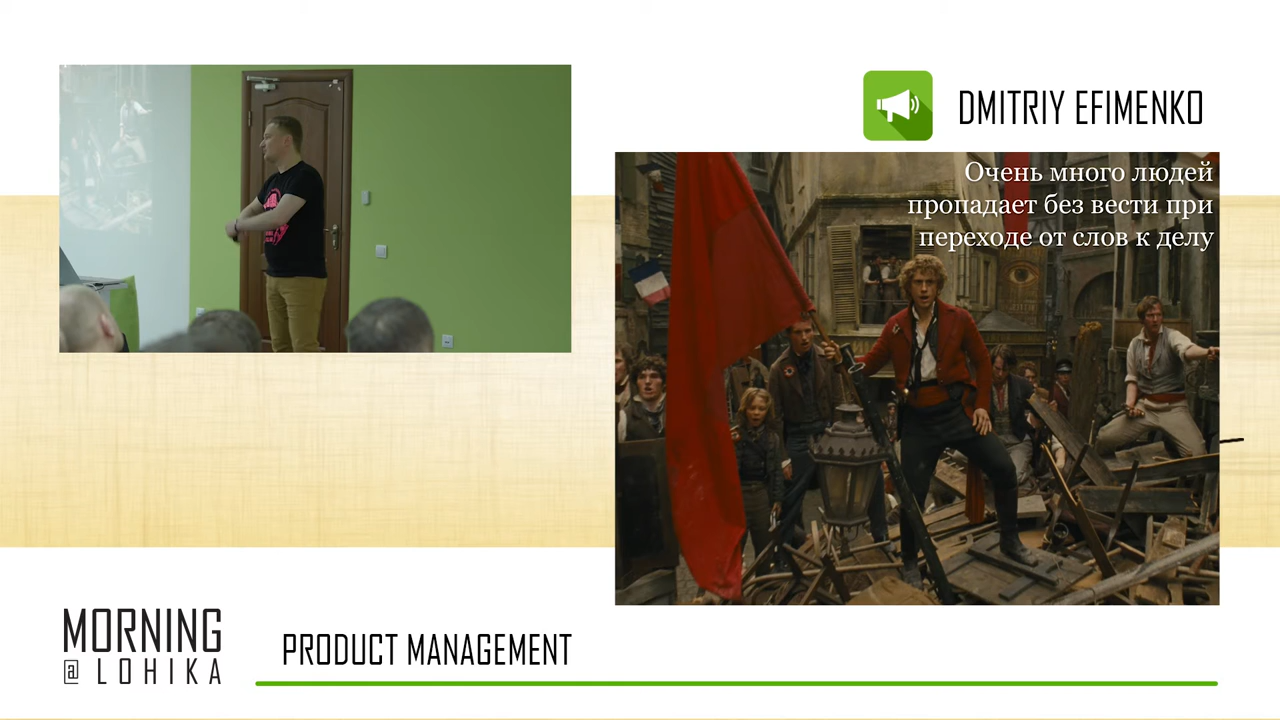 DMITRIY EFIMENKO
Очень много людей
пропадает без вести при
переходе от слов к делу
MORNING
@ LOHIKA
PRODUCT MANAGEMENT